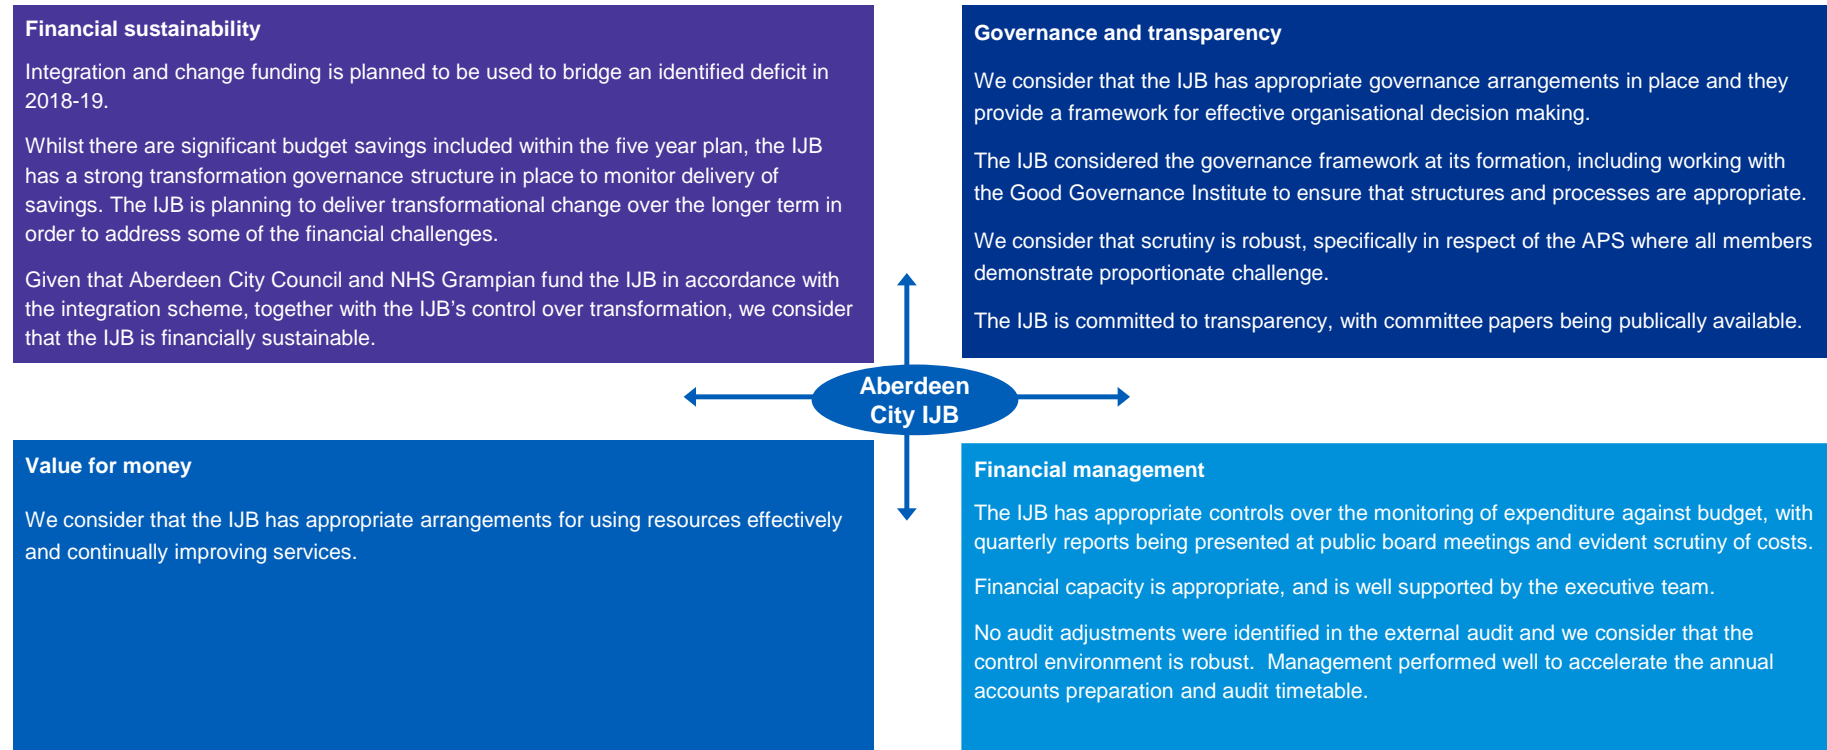 Financial sustainability
Integration and change funding is planned to be used to bridge an identified deficit in
2018-19.
Whilst there are significant budget savings included within the five year plan, the IJB
has a strong transformation governance structure in place to monitor delivery of
savings. The IJB is planning to deliver transformational change over the longer term in
order to address some of the financial challenges.
Given that Aberdeen City Council and NHS Grampian fund the IJB in accordance with
the integration scheme, together with the IJB's control over transformation, we consider
that the IJB is financially sustainable.
Governance and transparency
We consider that the IJB has appropriate governance arrangements in place and they
provide a framework for effective organisational decision making.
The IJB considered the governance framework at its formation, including working with
the Good Governance Institute to ensure that structures and processes are appropriate.
We consider that scrutiny is robust, specifically in respect of the APS where all members
demonstrate proportionate challenge.
The IJB is committed to transparency, with committee papers being publically available.
Aberdeen
City IJB
Value for money
We consider that the IJB has appropriate arrangements for using resources effectively
and continually improving services.
Financial management
The IJB has appropriate controls over the monitoring of expenditure against budget, with
quarterly reports being presented at public board meetings and evident scrutiny of costs.
Financial capacity is appropriate, and is well supported by the executive team.
No audit adjustments were identified in the external audit and we consider that the
control environment is robust.  Management performed well to accelerate the annual
accounts preparation and audit timetable.